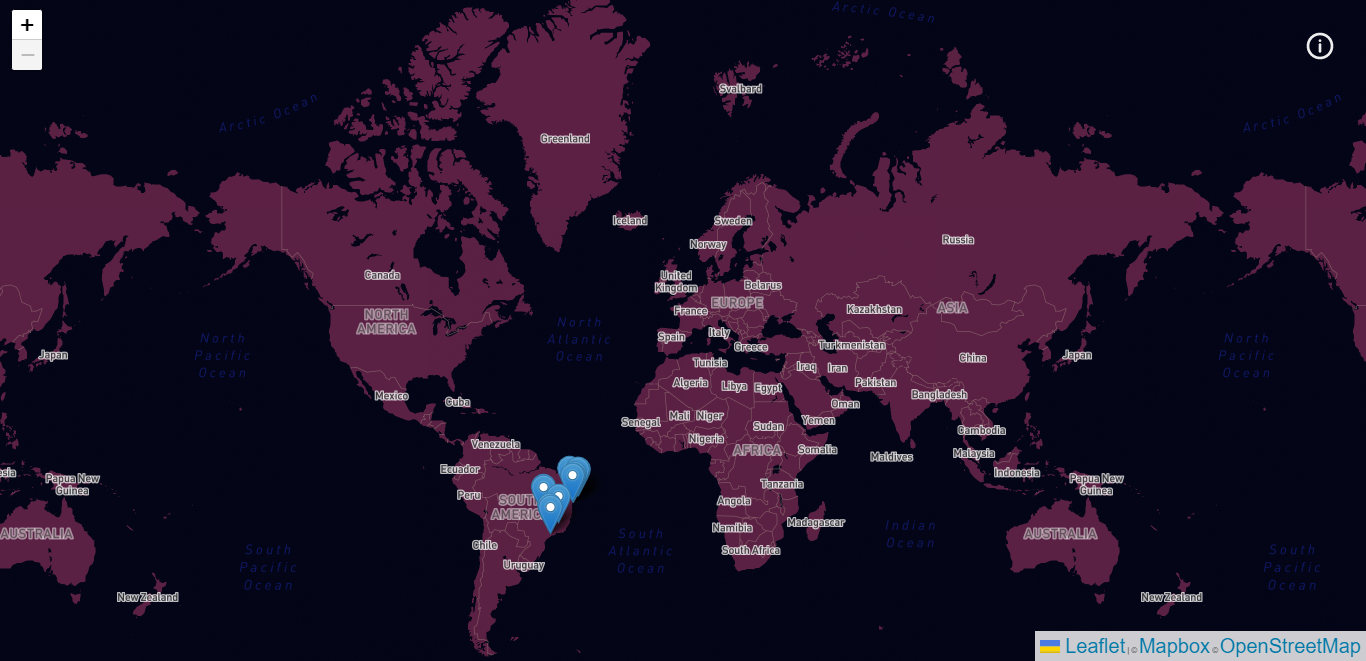 +
Arctic Ocean
−
Svalbard
Arctic Ocean
Arctic Ocean
Greenland
Iceland
Sweden
Norway
Russia
Canada
United
Kingdom
Belarus
EUROPE
France
Kazakhstan
ASIA
NORTH
AMERICA
North
Atlantic
Ocean
Spain
Italy
Greece
Turkmenistan
North
Pacific
Ocean
North
Pacific
Ocean
Japan
China
Japan
Tunisia
Iraq
Iran
Algeria
Libya
Egypt
Pakistan
Bangladesh
Mexico
Cuba
Oman
Senegal
Mali
Niger
Yemen
Sudan
Cambodia
Nigeria
Venezuela
AFRICA
Somalia
Maldives
Malaysia
Ecuador
esia
Indonesia
Papua New
Guinea
Papua New
Guinea
Tanzania
Peru
SOUT
AMERIC
Angola
Namibia
Madagascar
Indian
Ocean
AUSTRALIA
AUSTRALIA
South
Atlantic
Ocean
Chile
South Africa
Uruguay
South
Pacific
Ocean
South
Pacific
Ocean
New Zealand
New Zealand
Leaflet | © Mapbox © OpenStreetMap